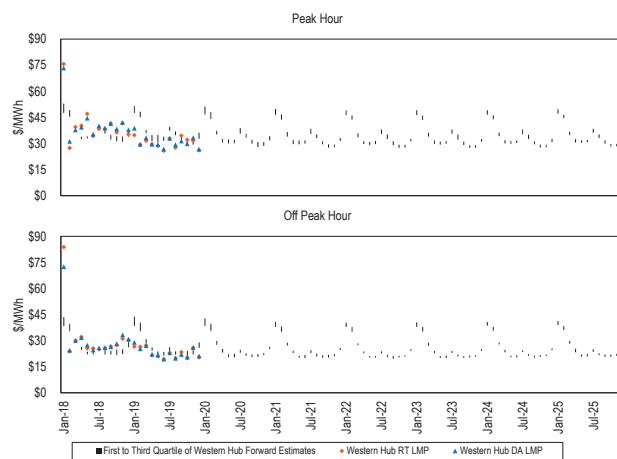 Peak Hour
$/MWh
$90
$75
$60
$45
$30
$15
$0
Off Peak Hour
$/MWh
$90
$75
$60
$45
$30
$15
$0
Jan-18
Jul-18
Jan-19
Jul-19
Jan-20
Jul-20
Jan-21
Jul-21
Jan-22
Jul-22
Jan-23
Jul-23
Jan-24
Jul-24
Jan-25
Jul-25
First to Third Quartile of Western Hub Forward Estimates
Western Hub RT LMP
Western Hub DA LMP